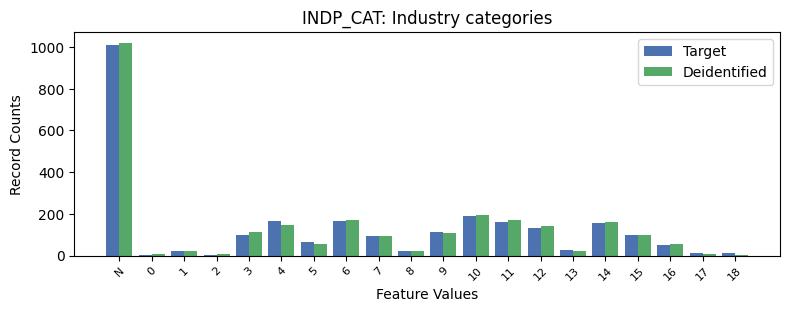 INDP_CAT: Industry categories
Target
Deidentified
Record Counts
1000
800
600
400
200
0
N 0 1 2 3 4 5 6 7 8 9 10 11 12 13 14 15 16 17 18
Feature Values